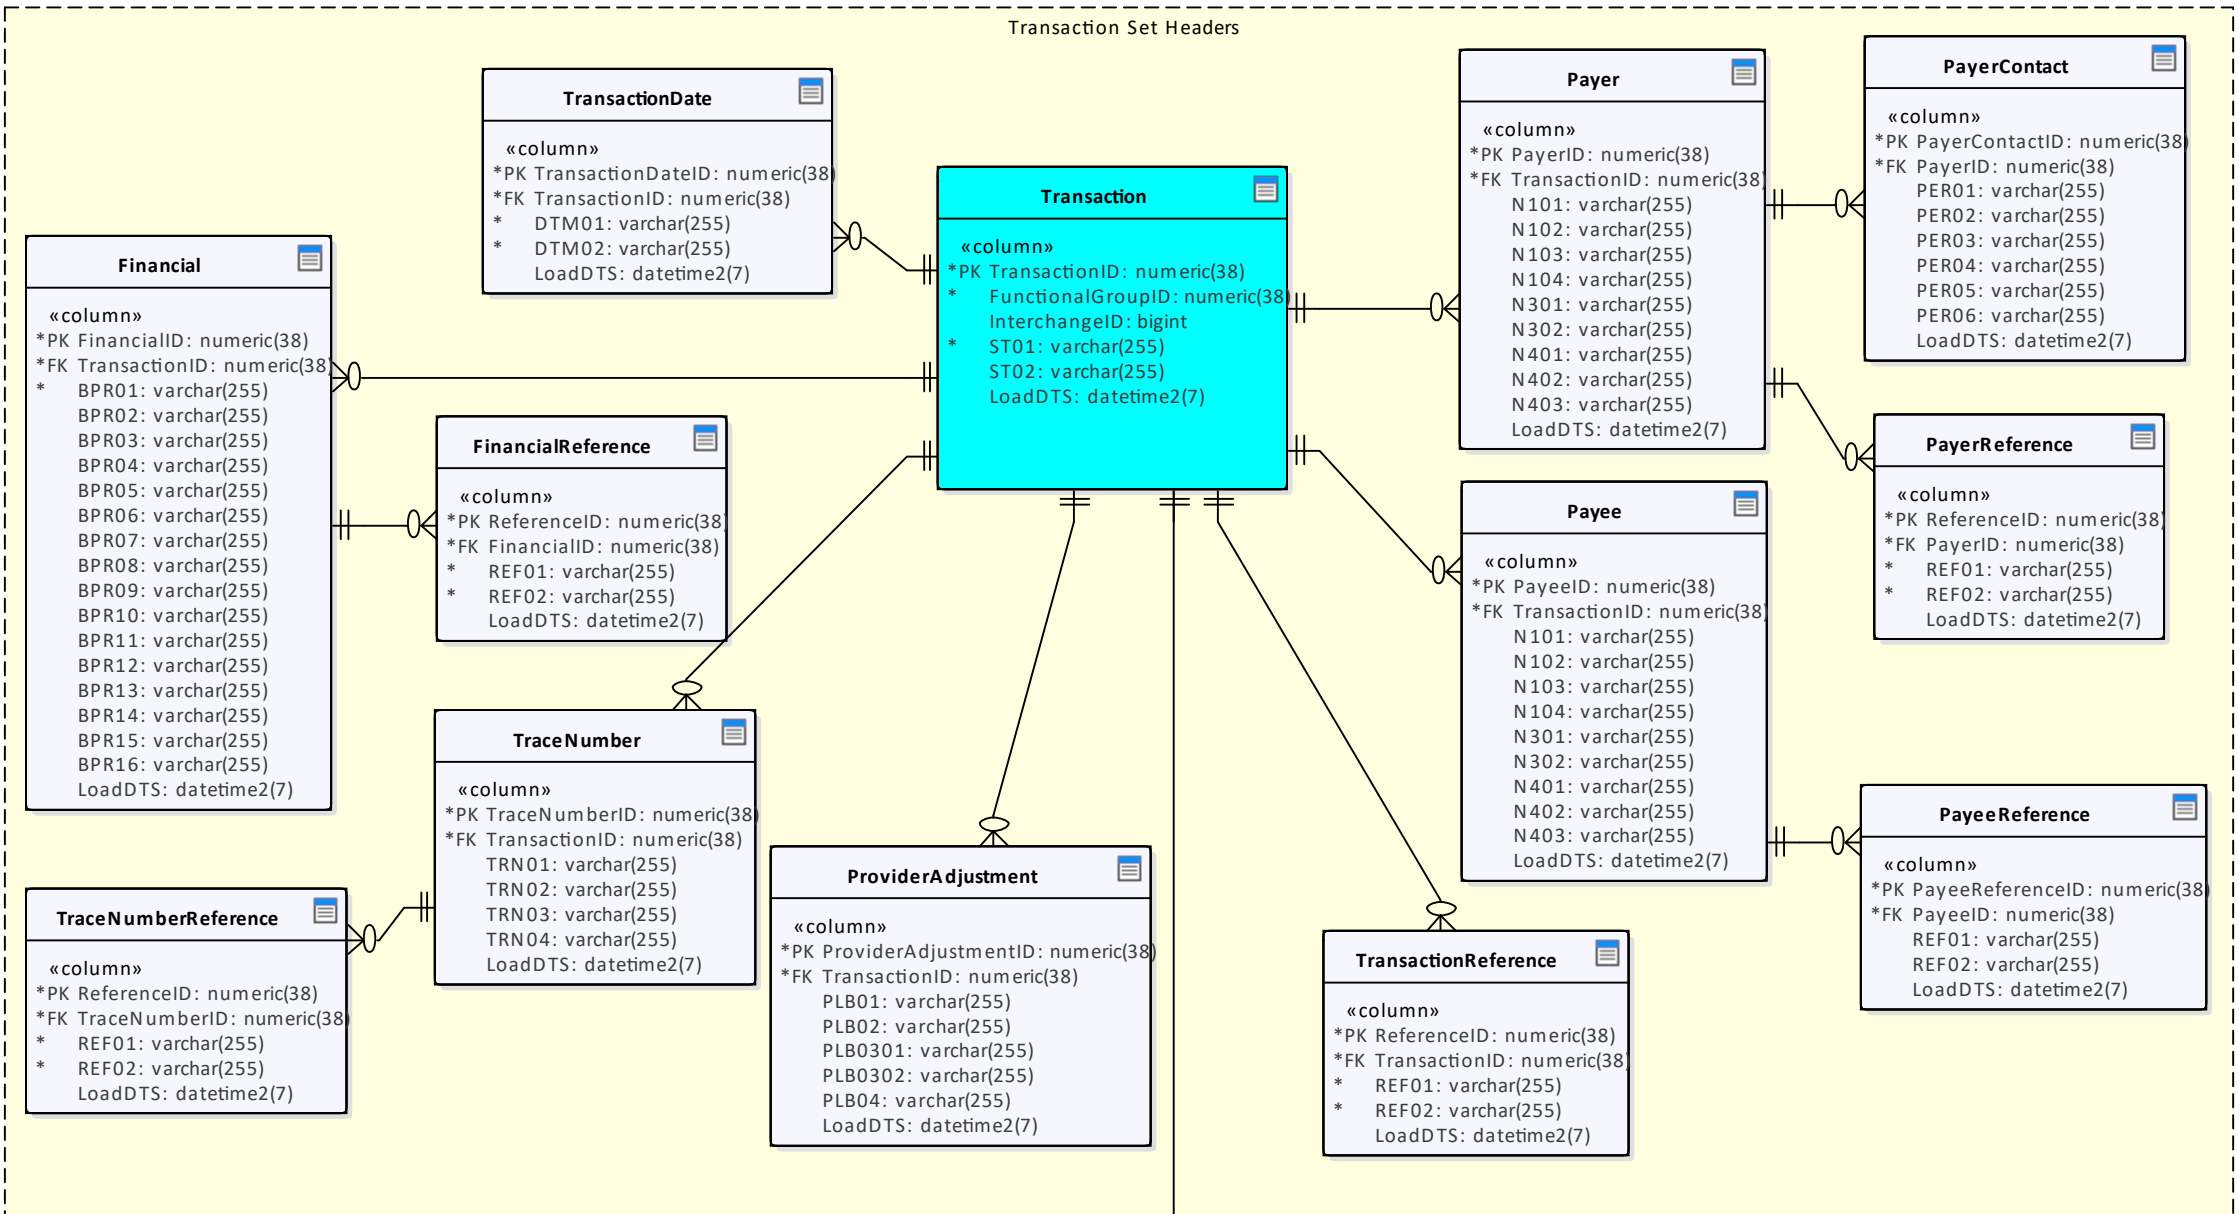 Transaction Set Headers
TransactionDate
«column»
*PK TransactionDateID: numeric(38)
*FK TransactionID: numeric(38)
* DTM01: varchar(255)
* DTM02: varchar(255)
LoadDTS: datetime2(7)
Transaction
«column»
*PK TransactionID: numeric(38)
* FunctionalGroupID: numeric(38)
InterchangeID: bigint
* ST01: varchar(255)
ST02: varchar(255)
LoadDTS: datetime2(7)
Payer
«column»
*PK PayerID: numeric(38)
*FK TransactionID: numeric(38)
N101: varchar(255)
N102: varchar(255)
N103: varchar(255)
N104: varchar(255)
N301: varchar(255)
N302: varchar(255)
N401: varchar(255)
N402: varchar(255)
N403: varchar(255)
LoadDTS: datetime2(7)
PayerContact
«column»
*PK PayerContactID: numeric(38)
*FK PayerID: numeric(38)
PER01: varchar(255)
PER02: varchar(255)
PER03: varchar(255)
PER04: varchar(255)
PER05: varchar(255)
PER06: varchar(255)
LoadDTS: datetime2(7)
Financial
«column»
*PK FinancialID: numeric(38)
*FK TransactionID: numeric(38)
* BPR01: varchar(255)
BPR02: varchar(255)
BPR03: varchar(255)
BPR04: varchar(255)
BPR05: varchar(255)
BPR06: varchar(255)
BPR07: varchar(255)
BPR08: varchar(255)
BPR09: varchar(255)
BPR10: varchar(255)
BPR11: varchar(255)
BPR12: varchar(255)
BPR13: varchar(255)
BPR14: varchar(255)
BPR15: varchar(255)
BPR16: varchar(255)
LoadDTS: datetime2(7)
FinancialReference
«column»
*PK ReferenceID: numeric(38)
*FK FinancialID: numeric(38)
* REF01: varchar(255)
* REF02: varchar(255)
LoadDTS: datetime2(7)
PayerReference
«column»
*PK ReferenceID: numeric(38)
*FK PayerID: numeric(38)
* REF01: varchar(255)
* REF02: varchar(255)
LoadDTS: datetime2(7)
Payee
«column»
*PK PayeeID: numeric(38)
*FK TransactionID: numeric(38)
N101: varchar(255)
N102: varchar(255)
N103: varchar(255)
N104: varchar(255)
N301: varchar(255)
N302: varchar(255)
N401: varchar(255)
N402: varchar(255)
N403: varchar(255)
LoadDTS: datetime2(7)
TraceNumber
«column»
*PK TraceNumberID: numeric(38)
*FK TransactionID: numeric(38)
TRN01: varchar(255)
TRN02: varchar(255)
TRN03: varchar(255)
TRN04: varchar(255)
LoadDTS: datetime2(7)
PayeeReference
«column»
*PK PayeeReferenceID: numeric(38)
*FK PayeeID: numeric(38)
REF01: varchar(255)
REF02: varchar(255)
LoadDTS: datetime2(7)
TraceNumberReference
«column»
*PK ReferenceID: numeric(38)
*FK TraceNumberID: numeric(38)
* REF01: varchar(255)
* REF02: varchar(255)
LoadDTS: datetime2(7)
ProviderAdjustment
«column»
*PK ProviderAdjustmentID: numeric(38)
*FK TransactionID: numeric(38)
PLB01: varchar(255)
PLB02: varchar(255)
PLB0301: varchar(255)
PLB0302: varchar(255)
PLB04: varchar(255)
LoadDTS: datetime2(7)
TransactionReference
«column»
*PK ReferenceID: numeric(38)
*FK TransactionID: numeric(38)
* REF01: varchar(255)
* REF02: varchar(255)
LoadDTS: datetime2(7)